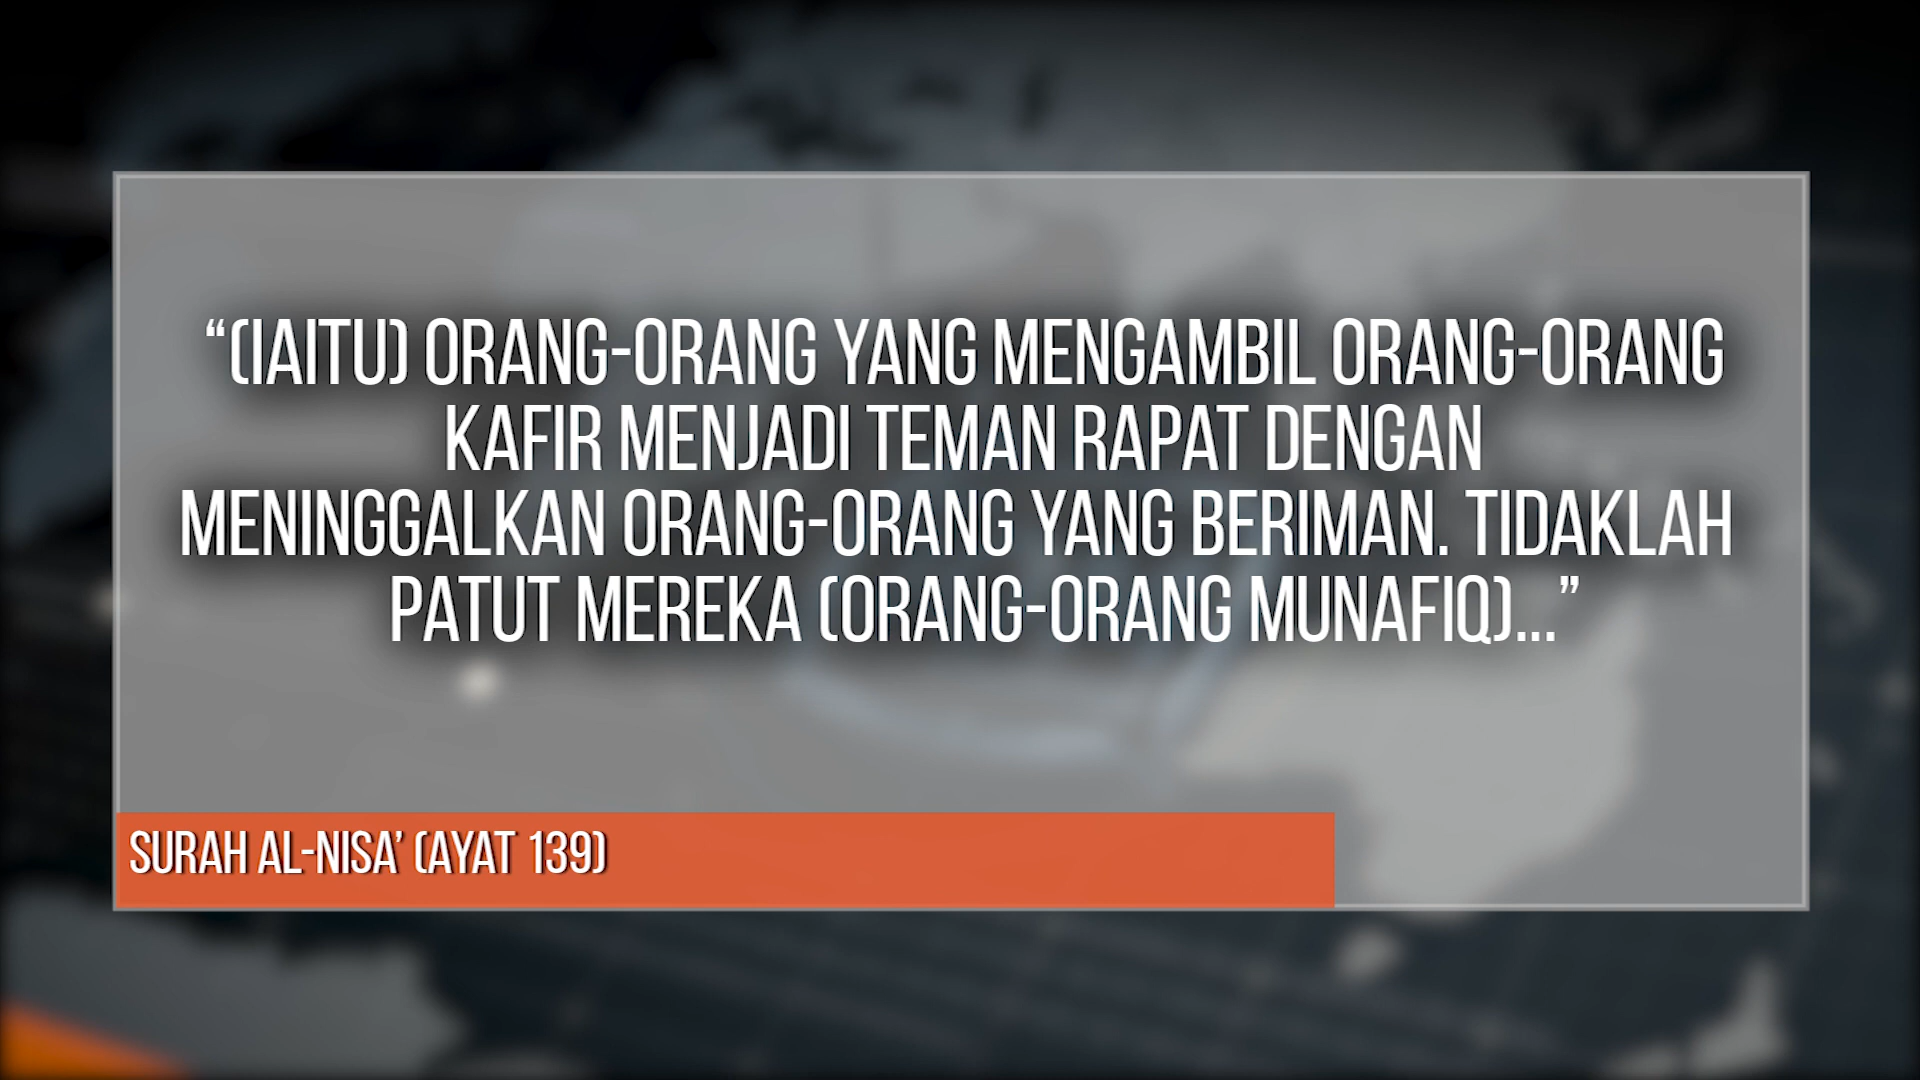 “(IAITU) ORANG-ORANG YANG MENGAMBIL ORANG-ORANG
KAFIR MENJADI TEMAN RAPAT DENGAN
MENINGGALKAN ORANG-ORANG YANG BERIMAN. TIDAKLAH
PATUT MEREKA (ORANG-ORANG MUNAFIQ)...”
SURAH AL-NISA’ (AYAT 139)